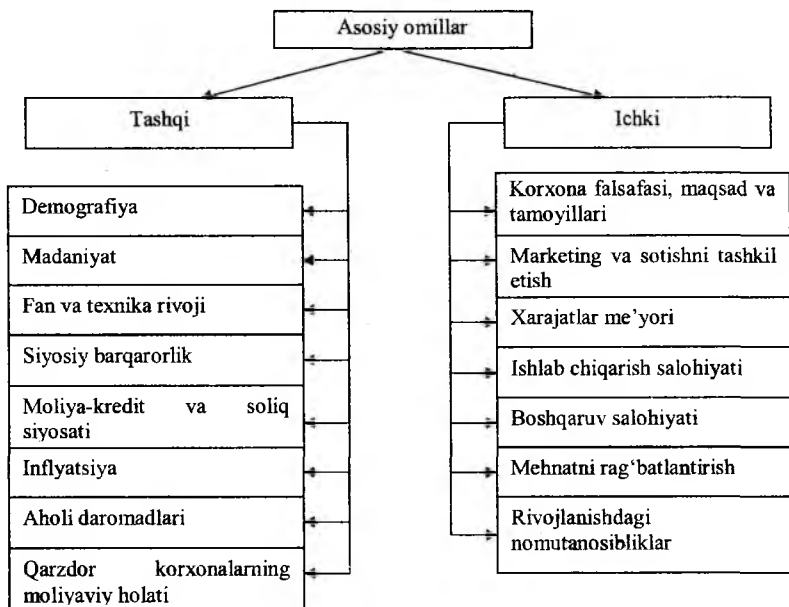 Asosiy omillar
Tashqi
Demografiya
Madaniyat
Fan va texnika rivoji
Siyosiy barqarorlik
Moliya-kredit va soliq
siyosati
Inflyatsiya
Aholi daromadlari
Qarzdor korxonalarning
moliyaviy holati
Ichki
Korxona falsafasi, maqsad va
tamoyillari
Marketing va sotishni tashkil
etish
Xarajatlar me’yori
Ishlab chiqarish salohiyati
Boshqaruv salohiyati
Mehnatni rag‘batlantirish
Rivojlanishdagi
nomutanosibliklar